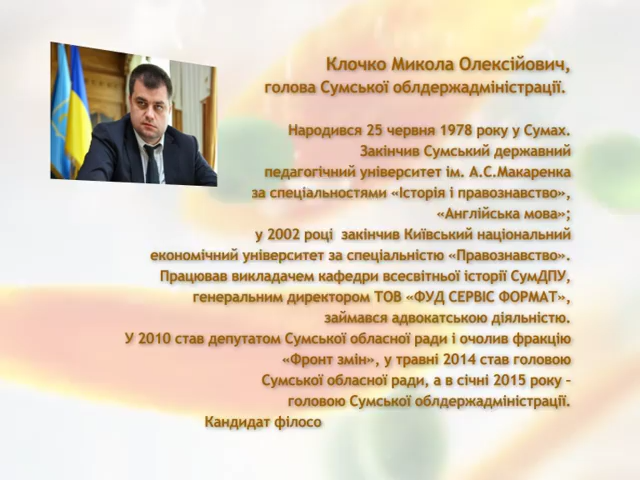 Клочко Микола Олексійович,
голова Сумської облдержадміністрації.
Народився 25 червня 1978 року у Сумах.
Закінчив Сумський державний
педагогічний університет ім. А.С.Макаренка
за спеціальностями «Історія і правознавство»,
«Англійська мова»;
у 2002 році закінчив Київський національний
економічний університет за спеціальністю «Правознавство».
Працював викладачем кафедри всесвітньої історії СумДПУ,
генеральним директором ТОВ «ФУД СЕРВІС ФОРМАТ»,
займався адвокатською діяльністю.
У 2010 став депутатом Сумської обласної ради і очолив фракцію
«Фронт змін», у травні 2014 став головою
Сумської обласної ради, а в січні 2015 року –
головою Сумської облдержадміністрації.
Кандидат філосо